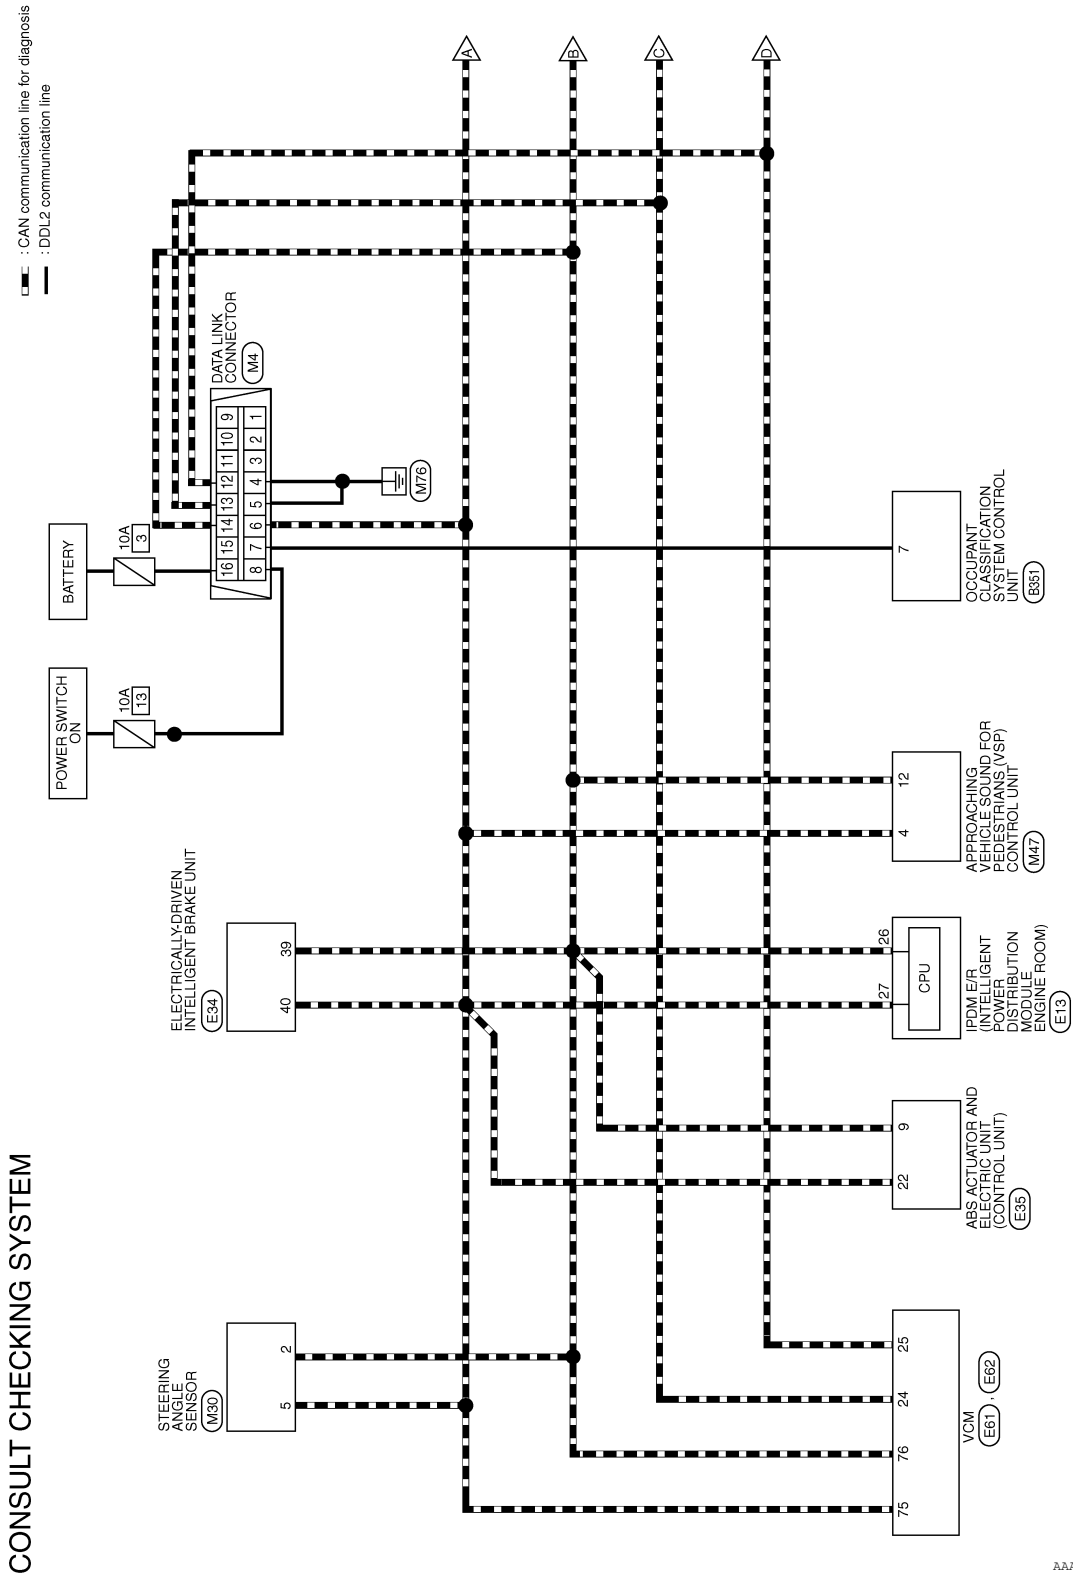 CONSULT CHECKING SYSTEM
: CAN communication line for diagnosis
: DDL2 communication line
POWER SWITCH
ON
10A
13
BATTERY
10A
3
DATA LINK
CONNECTOR
M4
16 15 14 13 12 11 10 9
8 7 6 5 4 3 2 1
M76
A
B
C
D
STEERING
ANGLE
SENSOR
M30
5
2
ELECTRICALLY-DRIVEN
INTELLIGENT BRAKE UNIT
E34
40
39
75
76
24
25
VCM
E61 , E62
22
9
ABS ACTUATOR AND
ELECTRIC UNIT
(CONTROL UNIT)
E35
27
26
CPU
IPDM E/R
(INTELLIGENT
POWER
DISTRIBUTION
MODULE
ENGINE ROOM)
E13
4
12
APPROACHING
VEHICLE SOUND FOR
PEDESTRIANS (VSP)
CONTROL UNIT
M47
7
OCCUPANT
CLASSIFICATION
SYSTEM CONTROL
UNIT
B351